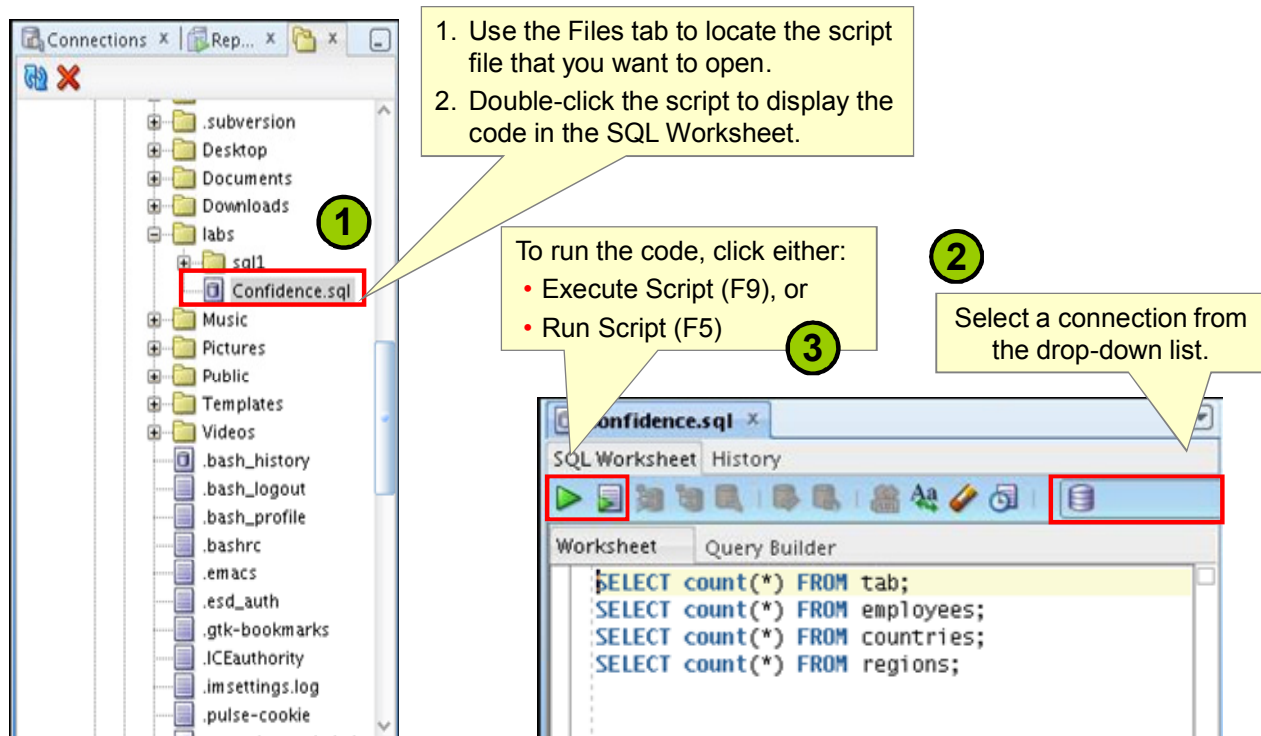 Connections
Rep...
1. Use the Files tab to locate the script
file that you want to open.
2. Double-click the script to display the
code in the SQL Worksheet.
.subversion
Desktop
Documents
Downloads
labs
sql1
Confidence.sql
Music
Pictures
Public
Templates
Videos
.bash_history
.bash_logout
.bash_profile
.bashrc
.emacs
.esd_auth
.gtk-bookmarks
.ICEauthority
.imsettings.log
.pulse-cookie
1
To run the code, click either:
• Execute Script (F9), or
• Run Script (F5)
3
2
Select a connection from
the drop-down list.
Confidence.sql
SQL Worksheet History
Aa
Worksheet Query Builder
SELECT count(*) FROM tab;
SELECT count(*) FROM employees;
SELECT count(*) FROM countries;
SELECT count(*) FROM regions;